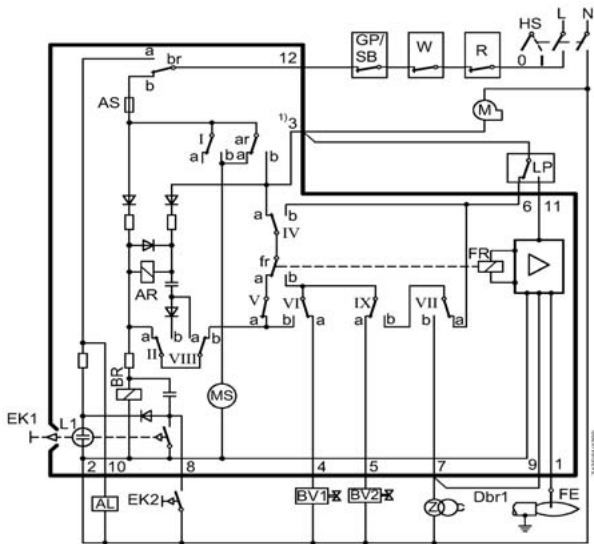 HS L N
GP/
SB
W
R
0 I
a br 12
b
AS
1) 3
M
I ar
a b a b
LP
6 11
a b
IV
fr
FR
a b
AR
V VI IX VII
b a b
a b b a a b b a
II VIII
BR
MS
EK1 L1
2 10 8 4 5 7 9 1
AL
EK2
BV1
BV2
Z
Dbr1
FE